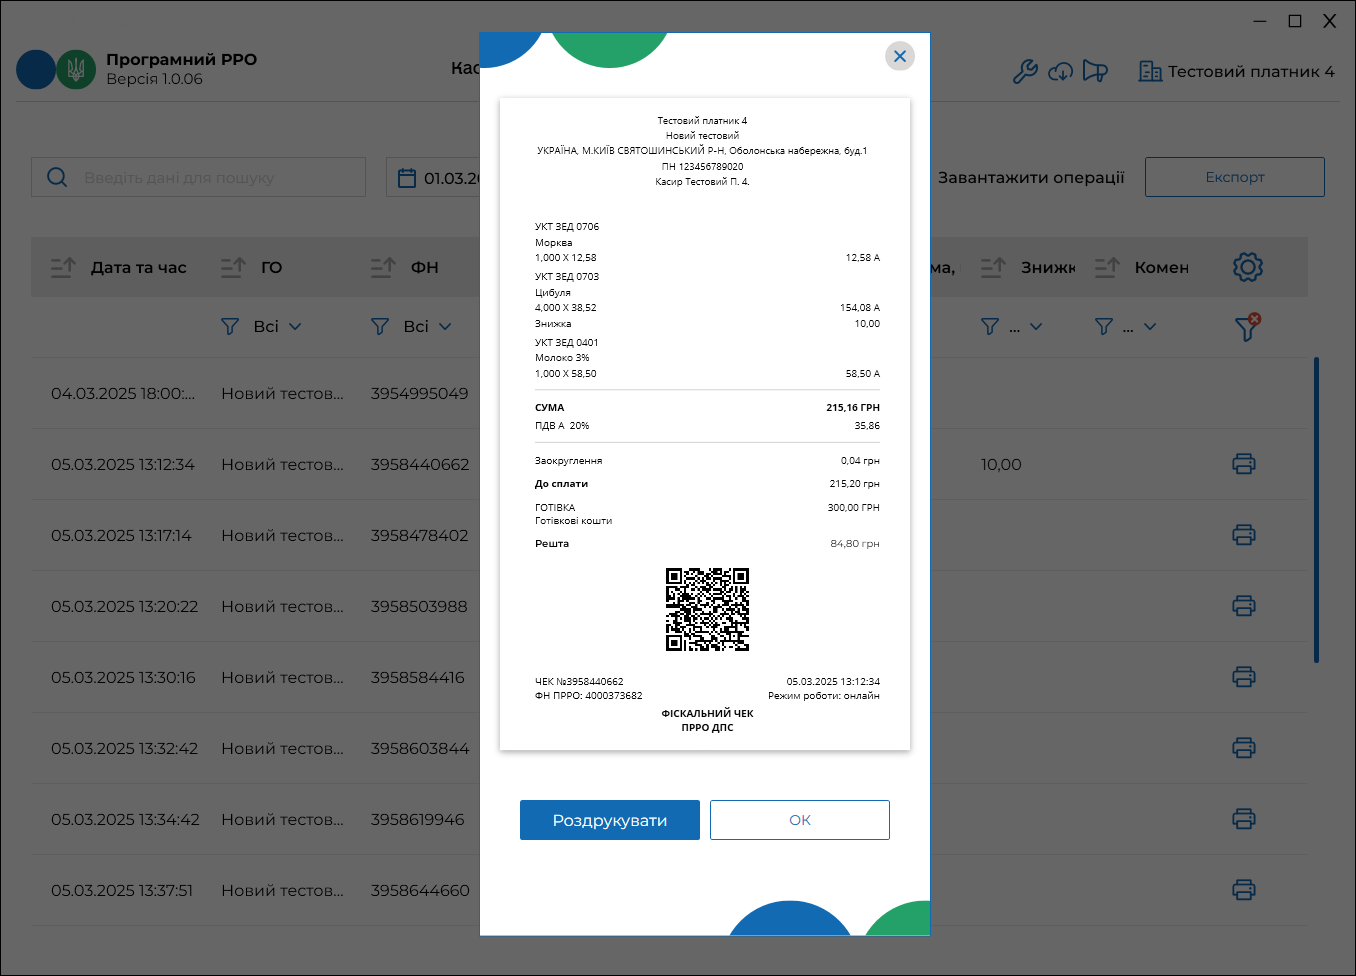 Програмний РРО
Версія 1.0.06
Кас
Тестовий платник 4
Введіть дані для пошуку
01.03.20
Завантажити операції
Експорт
Дата та час
ГО
ФН
ма,
Знижк
Комен
Всі
Всі
...
...
04.03.2025 18:00:...
Новий тестов...
3954995049
05.03.2025 13:12:34
Новий тестов...
3958440662
10,00
05.03.2025 13:17:14
Новий тестов...
3958478402
05.03.2025 13:20:22
Новий тестов...
3958503988
05.03.2025 13:30:16
Новий тестов...
3958584416
05.03.2025 13:32:42
Новий тестов...
3958603844
05.03.2025 13:34:42
Новий тестов...
3958619946
05.03.2025 13:37:51
Новий тестов...
3958644660
Тестовий платник 4
Новий тестовий
УКРАЇНА, М.КИЇВ СВЯТОШИНСЬКИЙ Р-Н, Оболонська набережна, буд.1
ПН 123456789020
Касир Тестовий П. 4.
УКТ ЗЕД 0706
Морква
1,000 X 12,58 12,58 А
УКТ ЗЕД 0703
Цибуля
4,000 X 38,52 154,08 А
Знижка 10,00
УКТ ЗЕД 0401
Молоко 3%
1,000 X 58,50 58,50 А
СУМА 215,16 ГРН
ПДВ А 20% 35,86
Заокруглення 0,04 грн
До сплати 215,20 грн
ГОТІВКА 300,00 ГРН
Готівкові кошти
Решта 84,80 грн
ЧЕК №3958440662 05.03.2025 13:12:34
ФН ПРРО: 4000373682 Режим роботи: онлайн
ФІСКАЛЬНИЙ ЧЕК
ПРРО ДПС
Роздрукувати
ОК